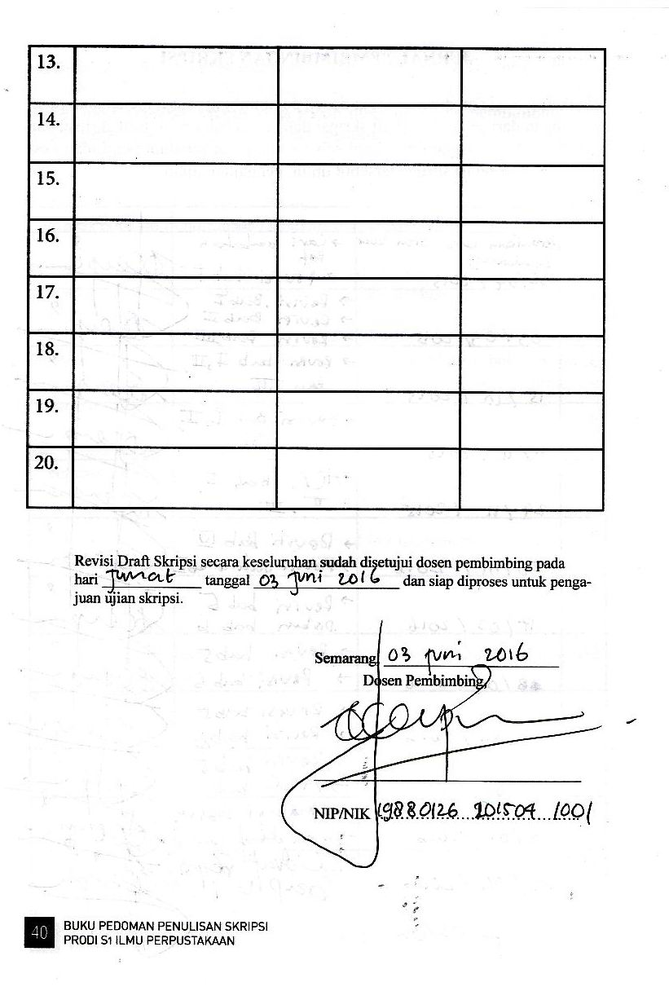 13.
14.
15.
16.
17.
18.
19.
20.
Revisi Draft Skripsi secara keseluruhan sudah disetujui dosen pembimbing pada
hari Jumat tanggal 03 Juni 2016 dan siap diproses untuk penga-
juan ujian skripsi.
Semarang, 03 Juni 2016
Dosen Pembimbing,
NIP/NIK 19880126 201504 1001
40
BUKU PEDOMAN PENULISAN SKRIPSI
PRODI S1 ILMU PERPUSTAKAAN